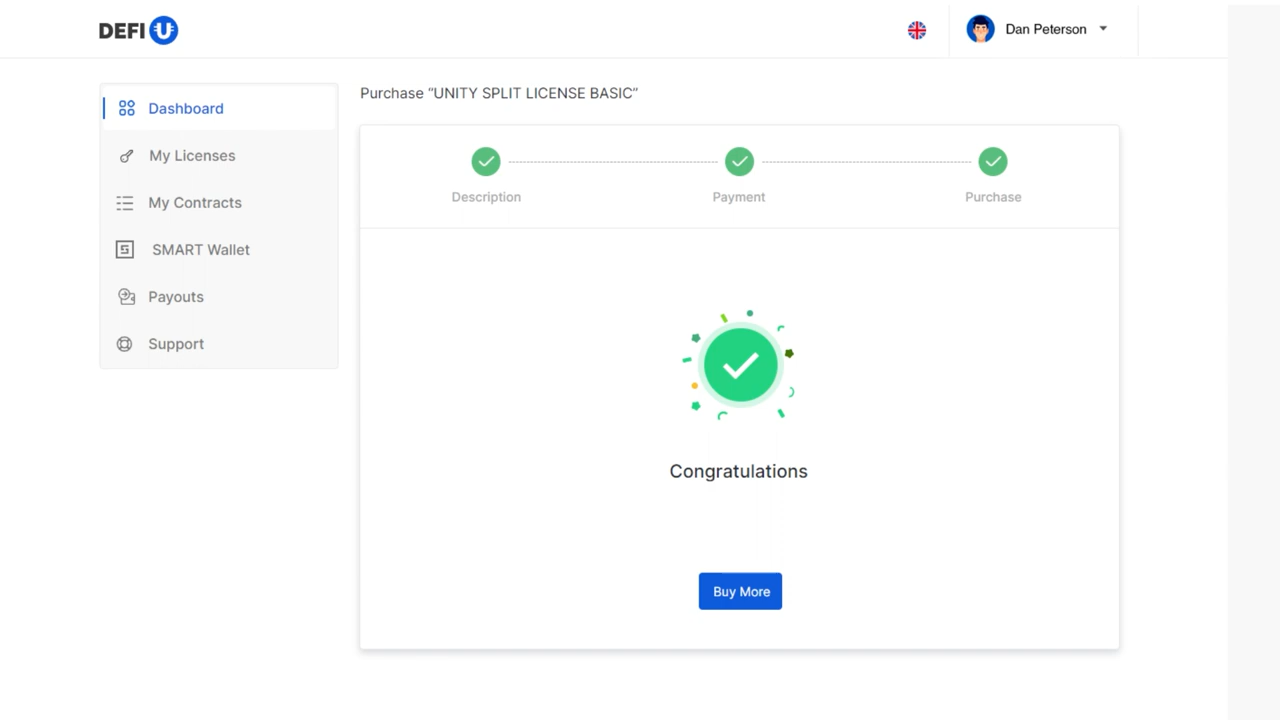 DEFI U
Dan Peterson
Dashboard
My Licenses
My Contracts
SMART Wallet
Payouts
Support
Purchase “UNITY SPLIT LICENSE BASIC”
Description
Payment
Purchase
Congratulations
Buy More